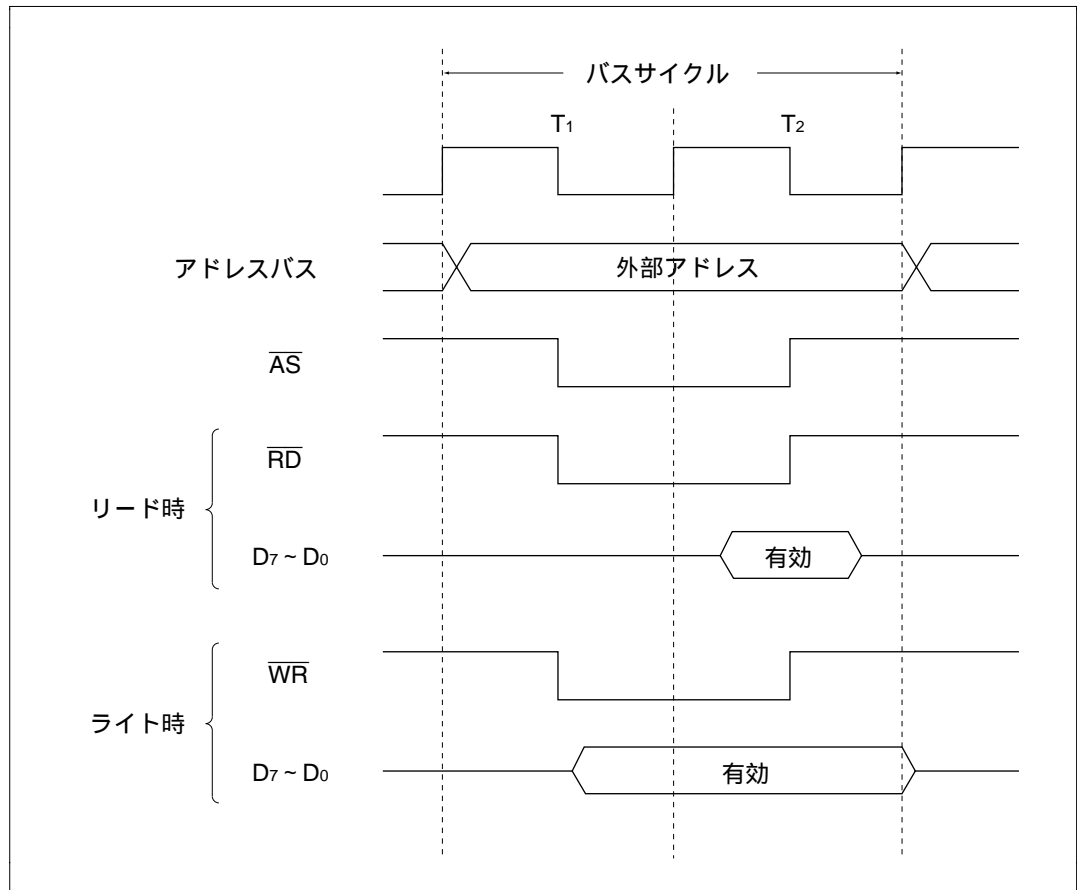 バスサイクル
T1 T2
アドレスバス 外部アドレス
AS
リード時
RD
D7 ~ D0 有効
ライト時
WR
D7 ~ D0 有効